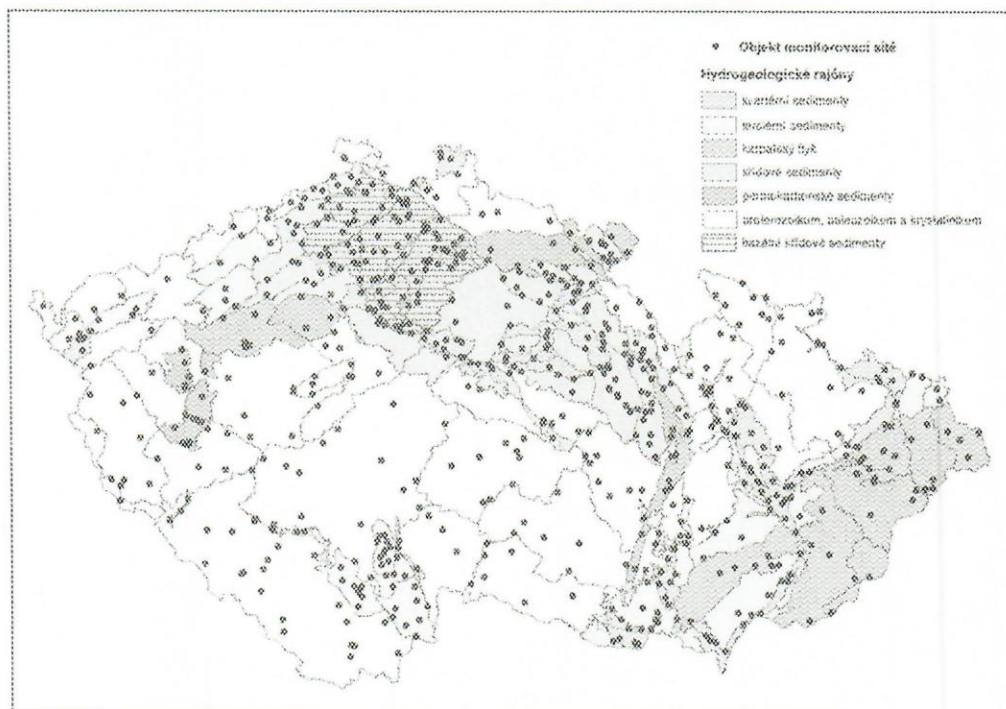 Objekt monitorovací sítě
Hydrogeologické rajóny
kvartérní sedimenty
terciérní sedimenty
karpatský flyš
křídové sedimenty
permokarbonské sedimenty
proterozoikum, paleozoikum a krystalinikum
bazální křídové sedimenty